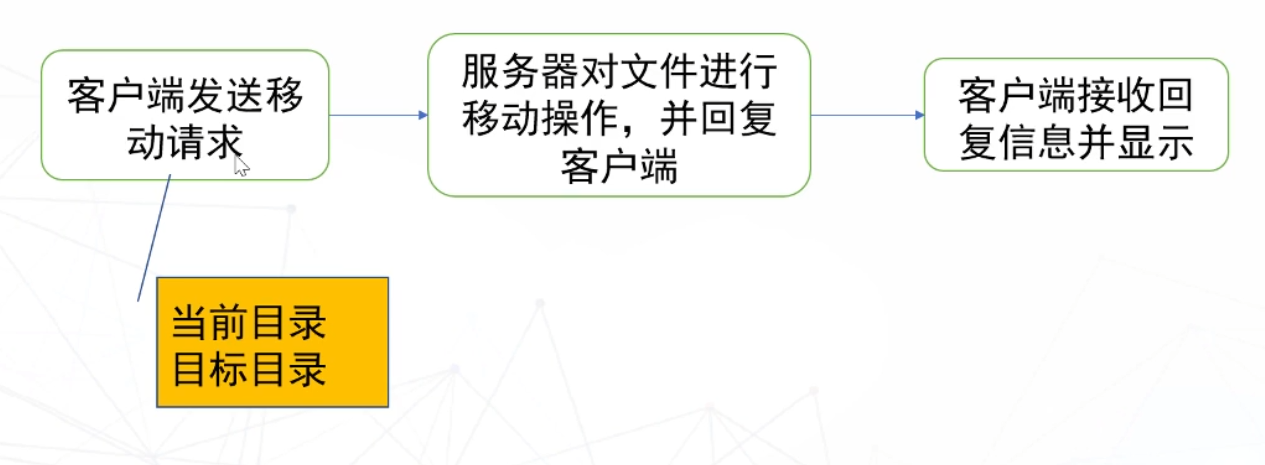 客户端发送移
动请求
服务器对文件进行
移动操作，并回复
客户端
客户端接收回
复信息并显示
当前目录
目标目录